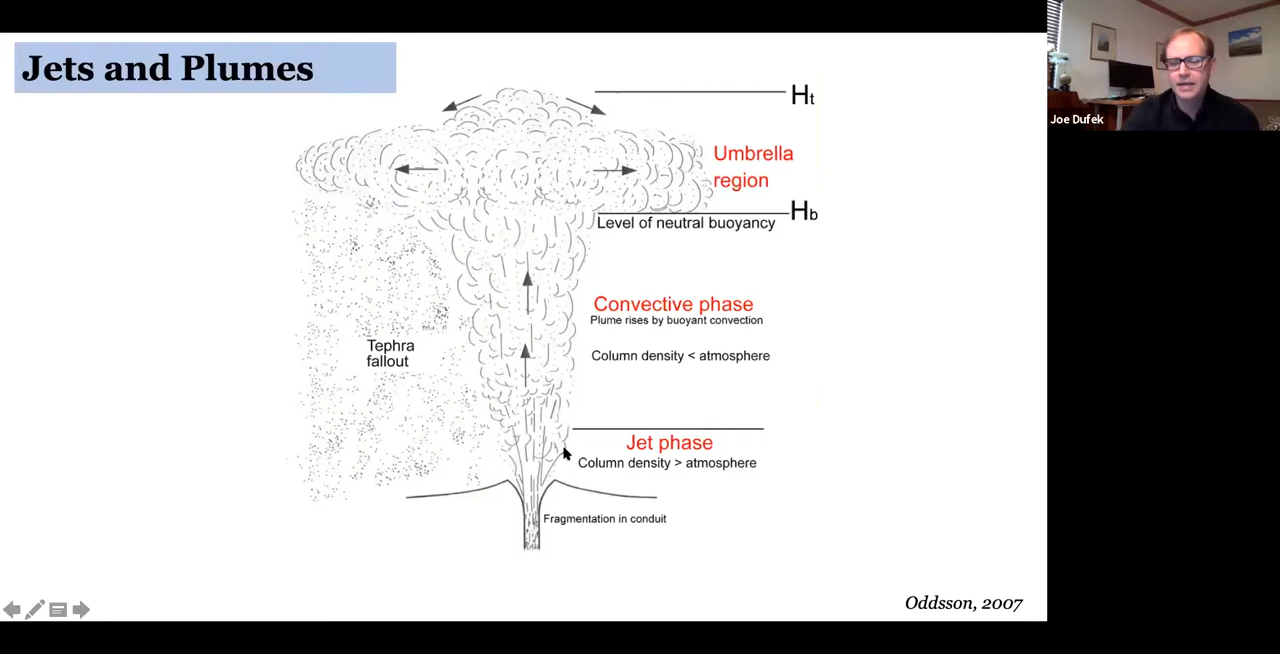 Jets and Plumes
Ht
Umbrella
region
Hb
Level of neutral buoyancy
Convective phase
Plume rises by buoyant convection
Column density < atmosphere
Tephra
fallout
Jet phase
Column density > atmosphere
Fragmentation in conduit
Oddsson, 2007
Joe Dufek